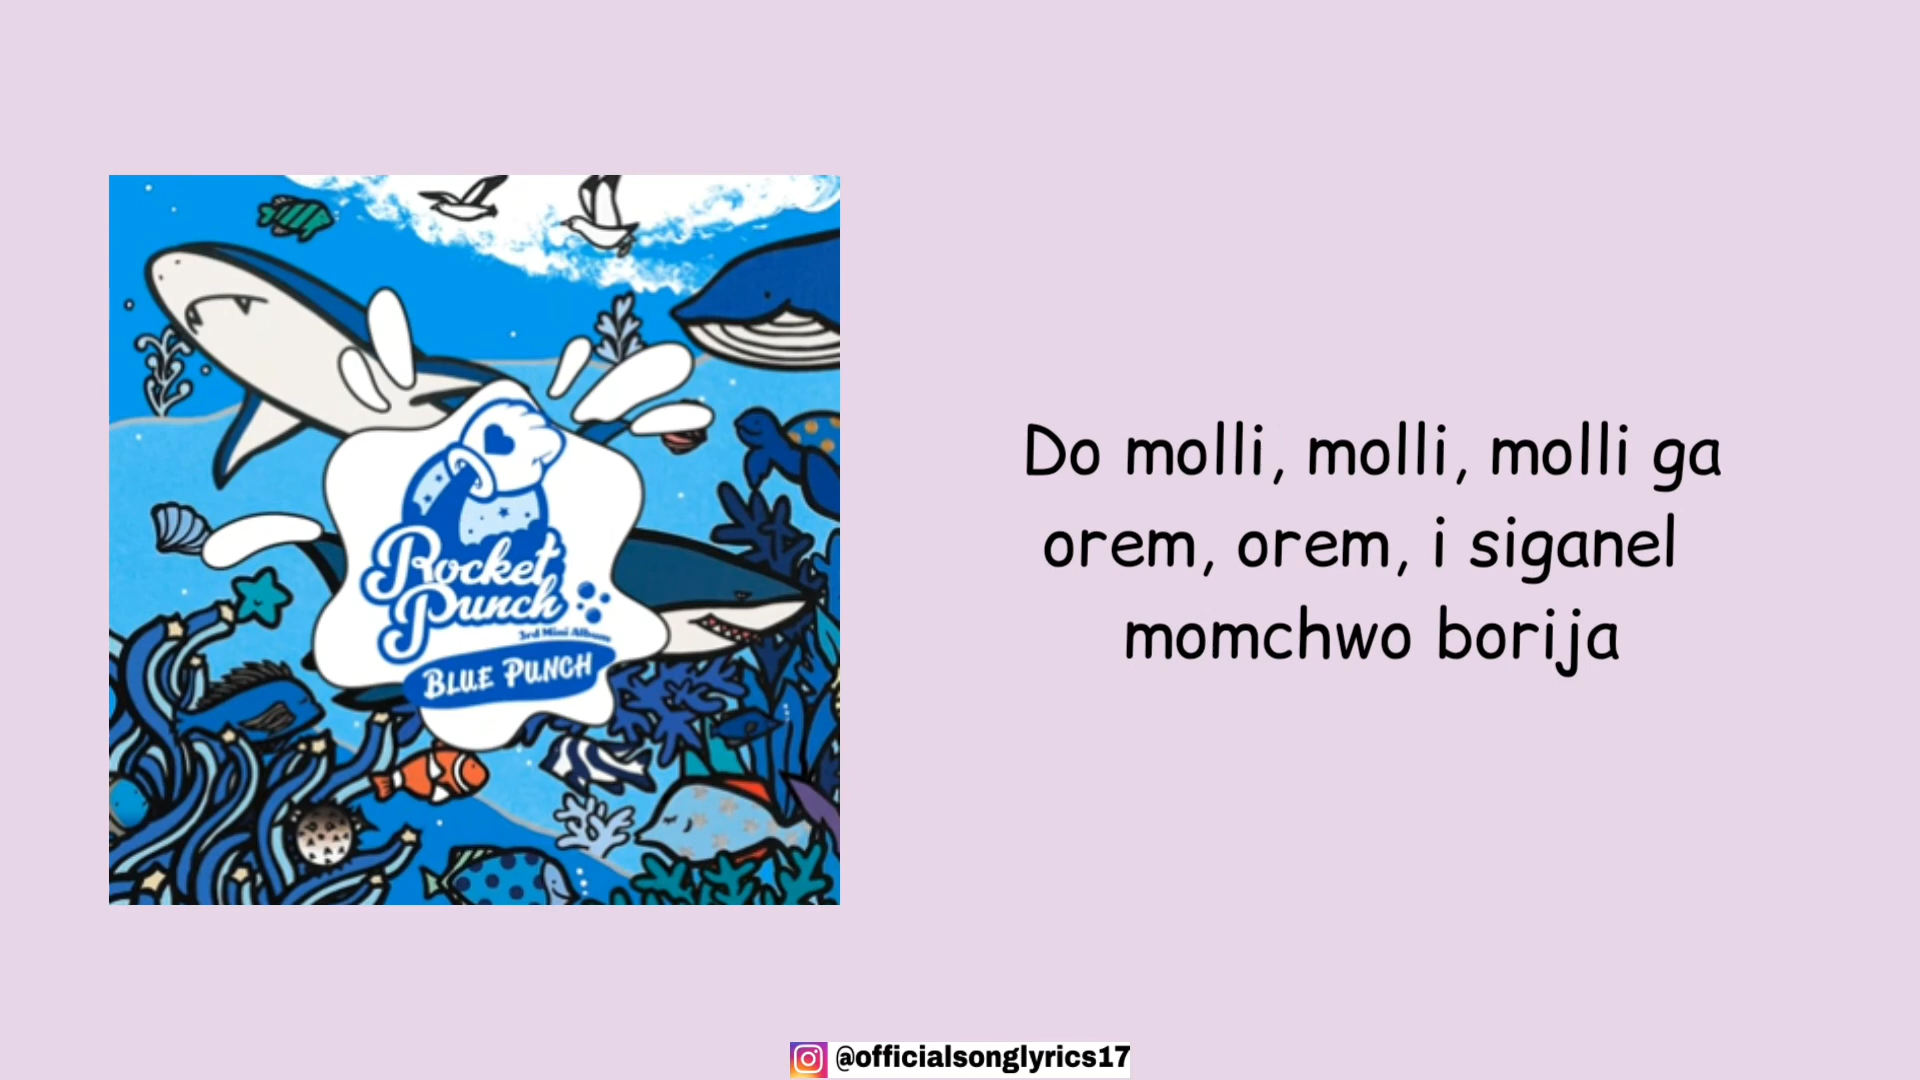 Rocket
Punch
3rd Mini Album
BLUE PUNCH
Do molli, molli, molli ga
orem, orem, i siganel
momchwo borija
@officialsonglyrics17